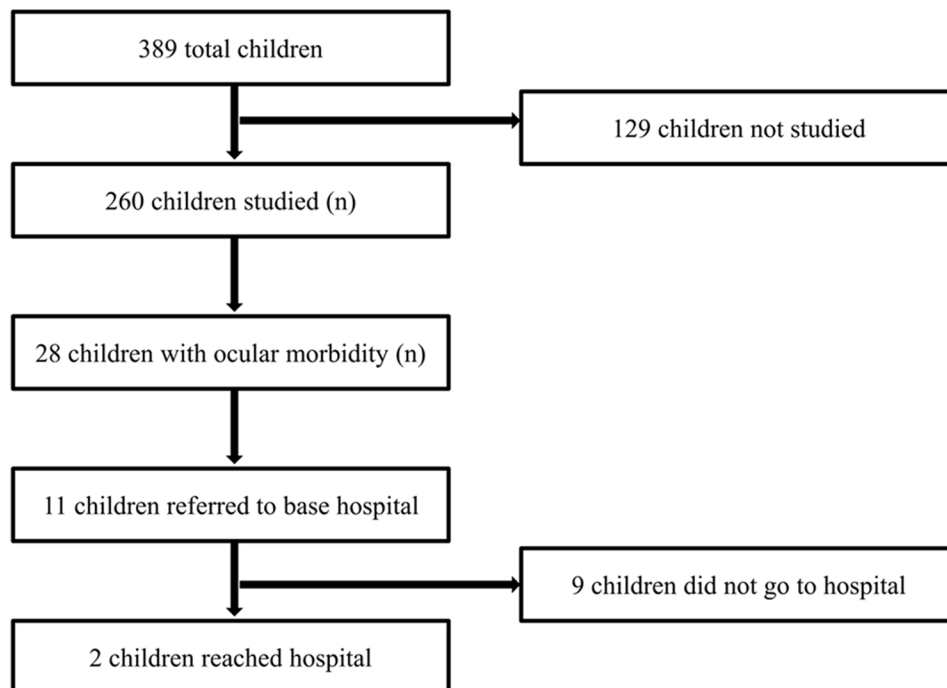 389 total children
129 children not studied
260 children studied (n)
28 children with ocular morbidity (n)
11 children referred to base hospital
9 children did not go to hospital
2 children reached hospital